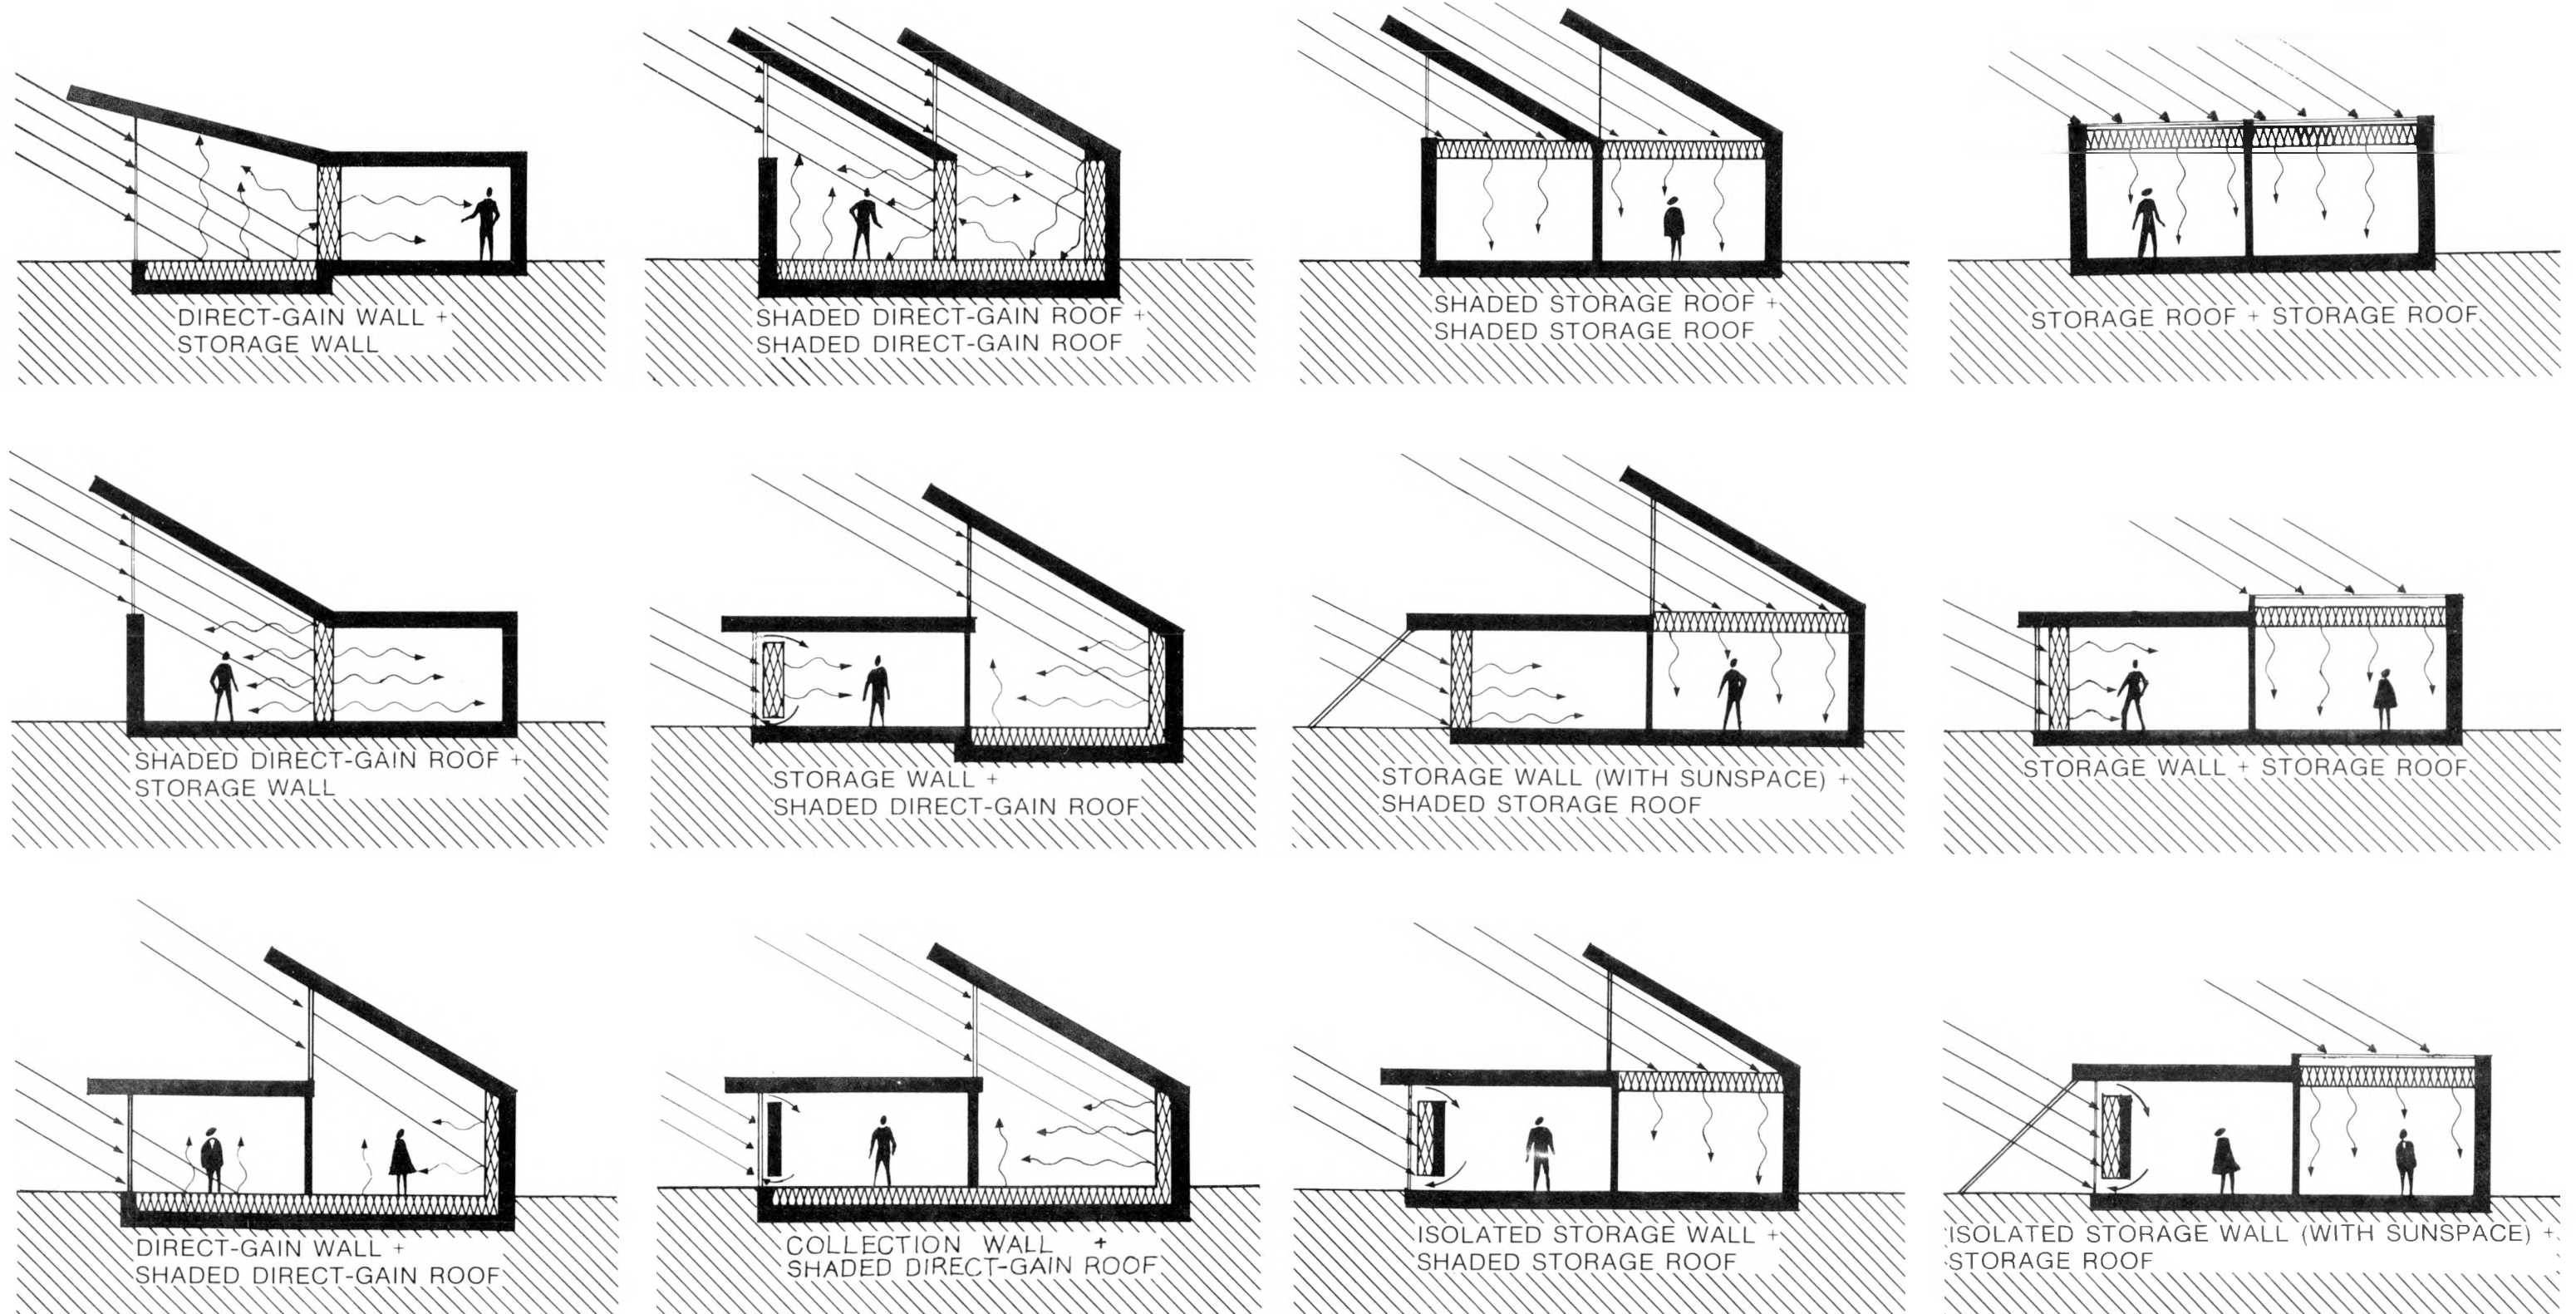 DIRECT-GAIN WALL +
STORAGE WALL
SHADED DIRECT-GAIN ROOF +
SHADED DIRECT-GAIN ROOF
SHADED STORAGE ROOF +
SHADED STORAGE ROOF
STORAGE ROOF + STORAGE ROOF
SHADED DIRECT-GAIN ROOF +
STORAGE WALL
STORAGE WALL +
SHADED DIRECT-GAIN ROOF
STORAGE WALL (WITH SUNSPACE) +
SHADED STORAGE ROOF
STORAGE WALL + STORAGE ROOF
DIRECT-GAIN WALL +
SHADED DIRECT-GAIN ROOF
COLLECTION WALL +
SHADED DIRECT-GAIN ROOF
ISOLATED STORAGE WALL +
SHADED STORAGE ROOF
ISOLATED STORAGE WALL (WITH SUNSPACE) +
STORAGE ROOF